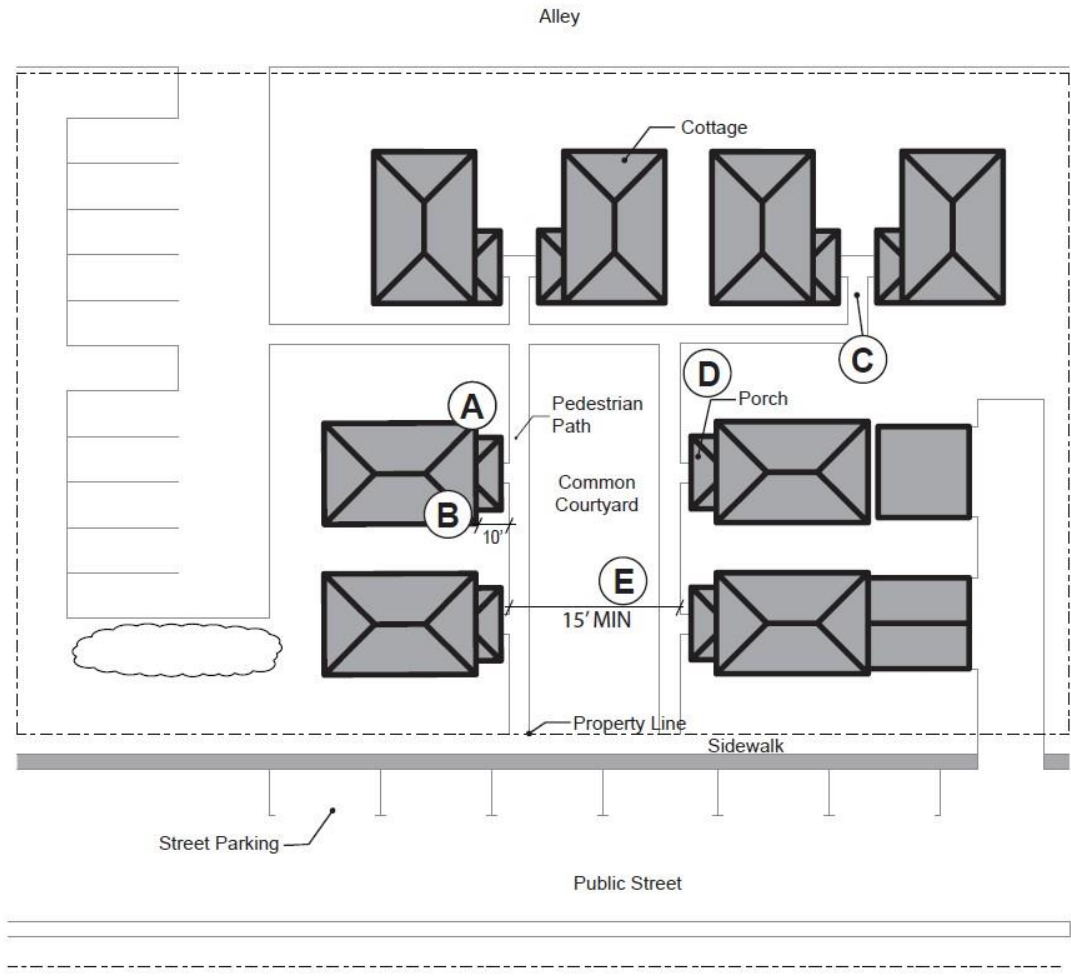 Alley
Cottage
C
D
Porch
A
Pedestrian
Path
Common
Courtyard
B
10'
E
15' MIN
Property Line
Sidewalk
Street Parking
Public Street